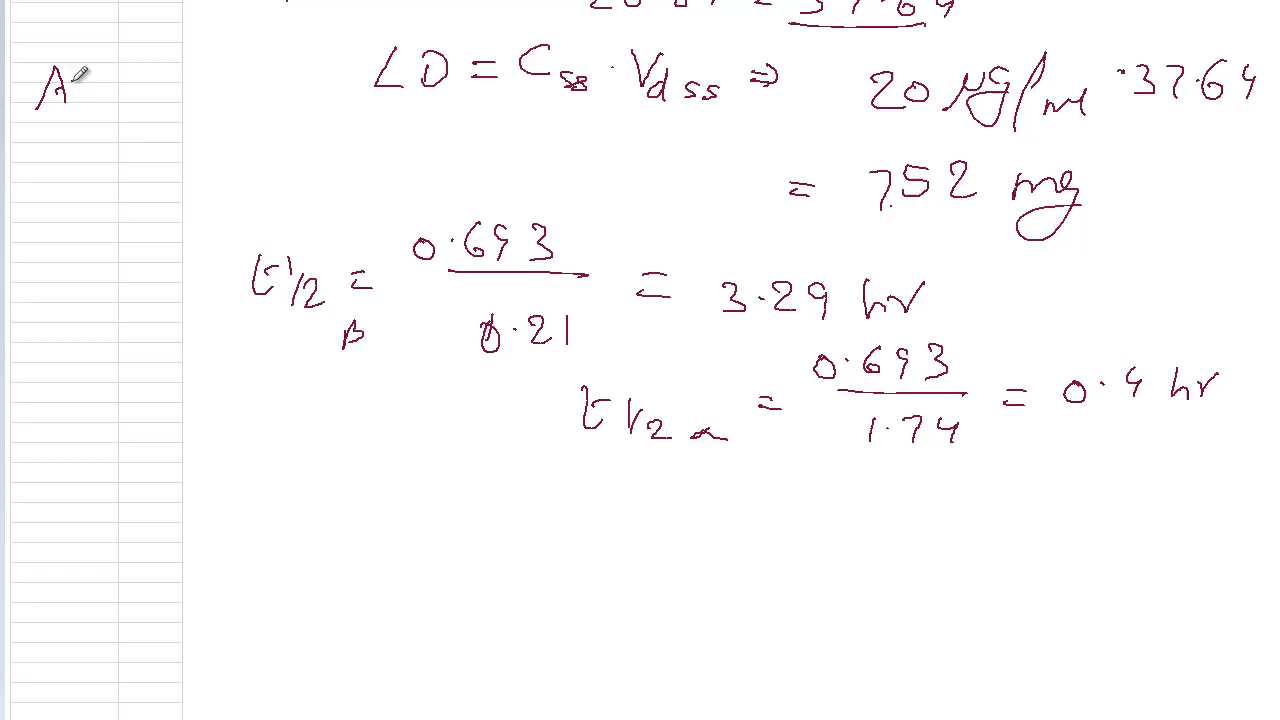 LD = Css · Vdss ⇒ 20 μg/ml · 37.64
A
= 752 mg
t1/2 β = 0.693 / 0.21 = 3.29 hr
t1/2 α = 0.693 / 1.74 = 0.4 hr